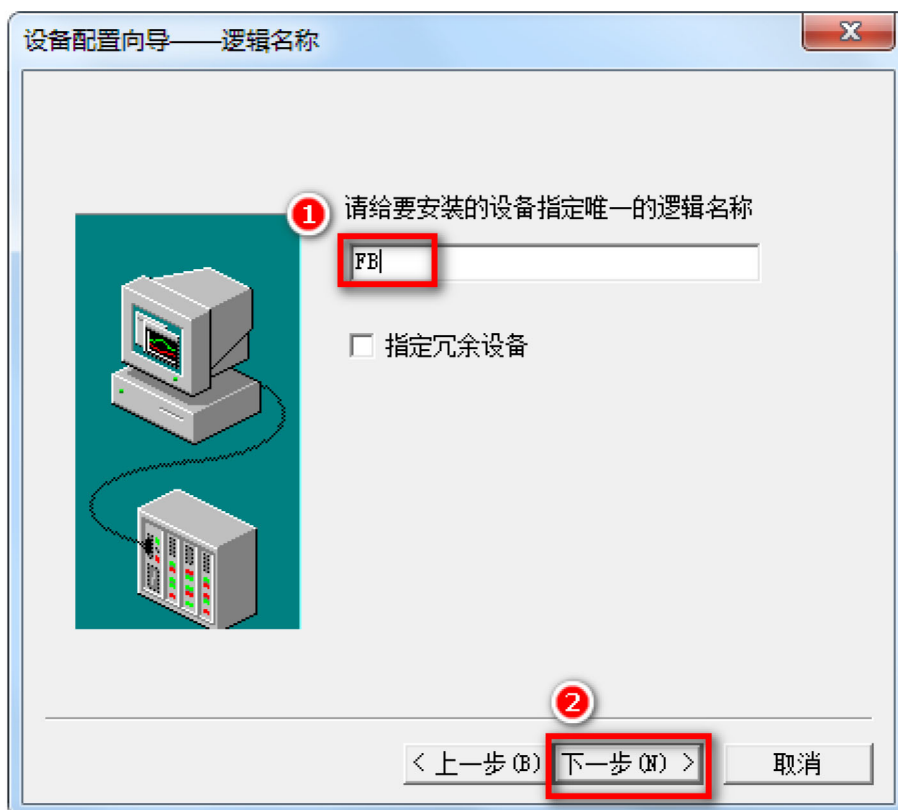 设备配置向导——逻辑名称
1
请给要安装的设备指定唯一的逻辑名称
FB
指定冗余设备
2
< 上一步(B) 下一步(N) > 取消